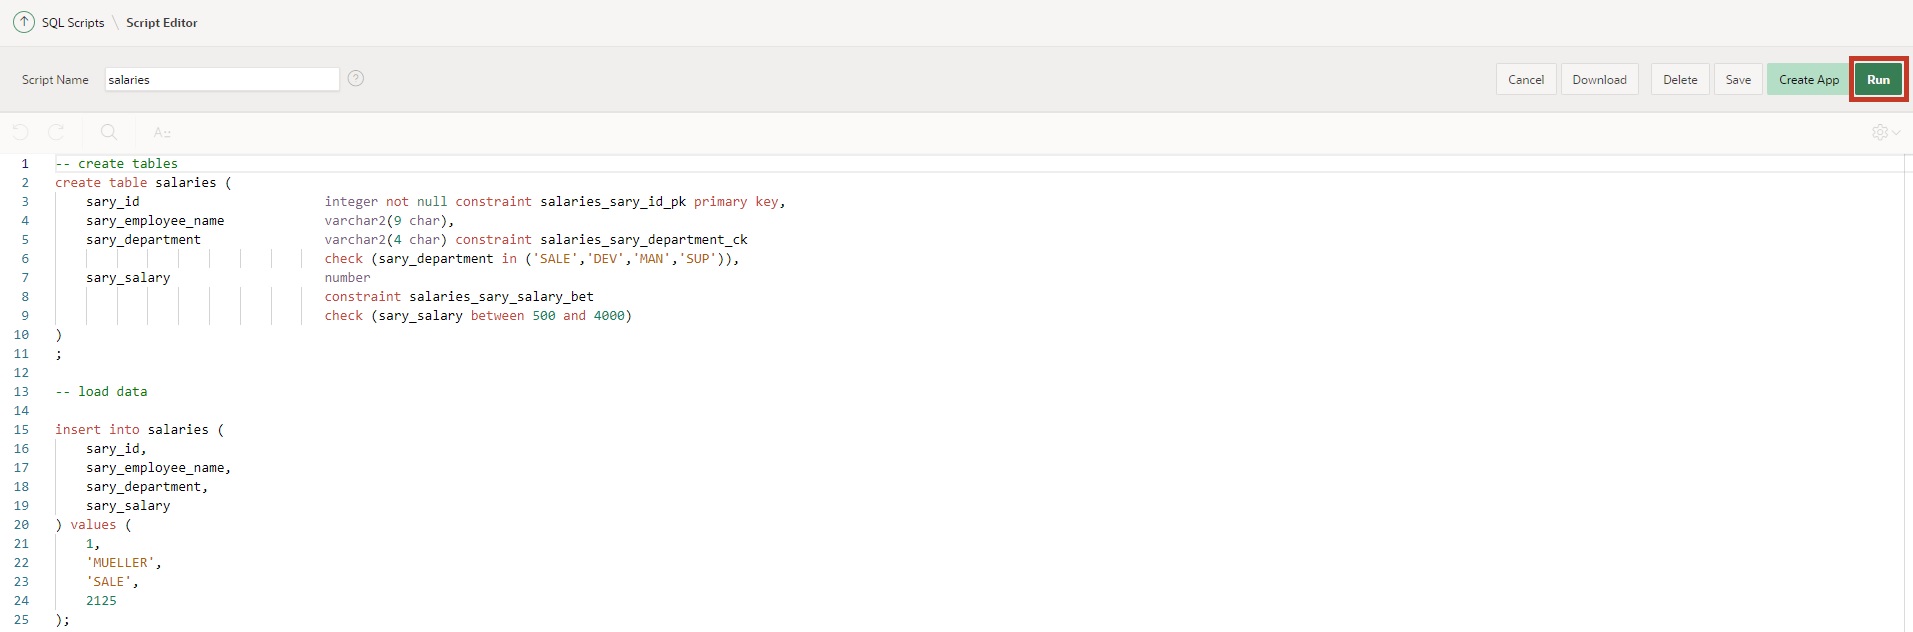 SQL Scripts \ Script Editor
Script Name salaries ? Cancel Download Delete Save Create App Run
A::
1 -- create tables
2 create table salaries (
3 sary_id integer not null constraint salaries_sary_id_pk primary key,
4 sary_employee_name varchar2(9 char),
5 sary_department varchar2(4 char) constraint salaries_sary_department_ck
6 check (sary_department in ('SALE','DEV','MAN','SUP')),
7 sary_salary number
8 constraint salaries_sary_salary_bet
9 check (sary_salary between 500 and 4000)
10 )
11 ;
12
13 -- load data
14
15 insert into salaries (
16 sary_id,
17 sary_employee_name,
18 sary_department,
19 sary_salary
20 ) values (
21 1,
22 'MUELLER',
23 'SALE',
24 2125
25 );